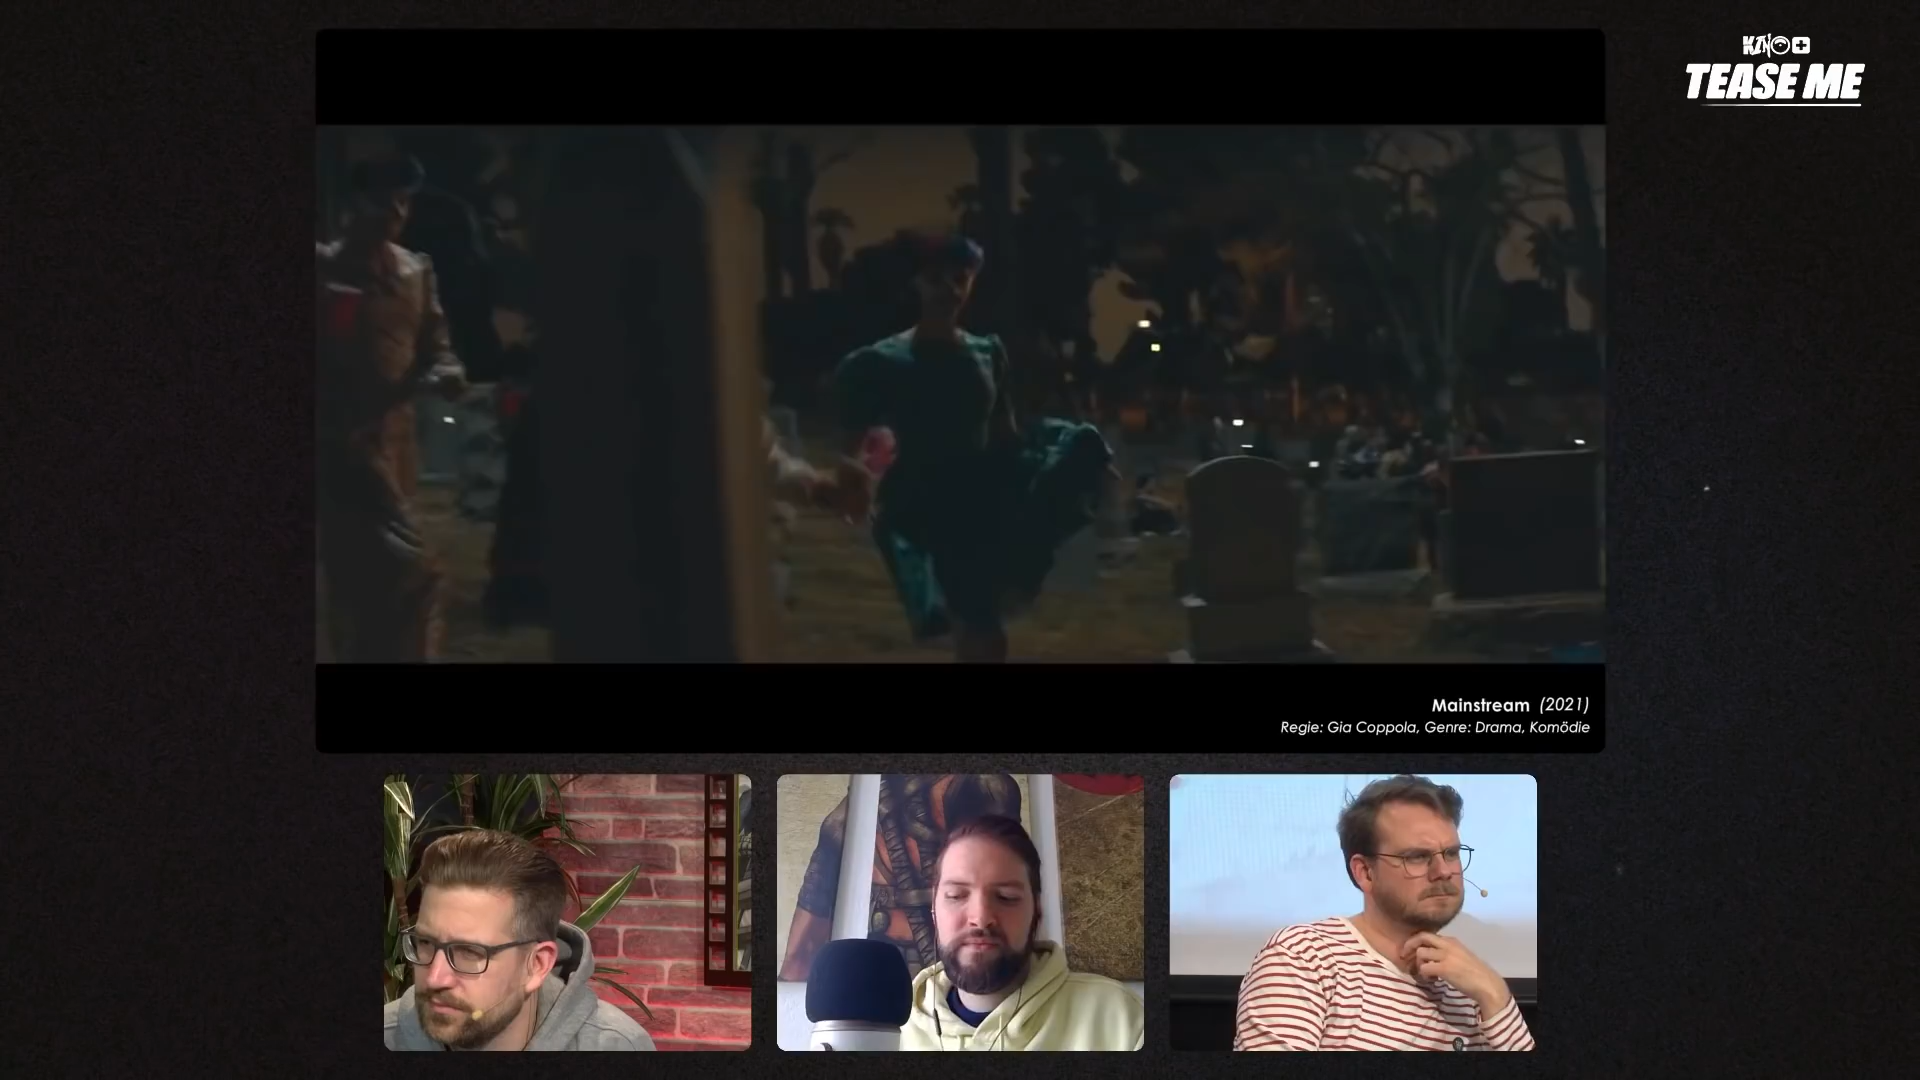 KINO+
TEASE ME
Mainstream (2021)
Regie: Gia Coppola, Genre: Drama, Komödie